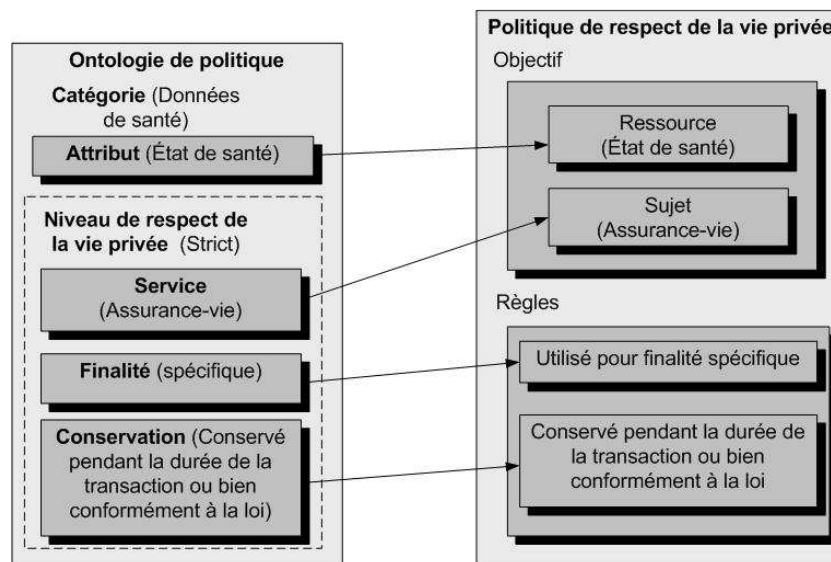 Ontologie de politique
Catégorie (Données
de santé)
Attribut (État de santé)
Niveau de respect de
la vie privée (Strict)
Service
(Assurance-vie)
Finalité (spécifique)
Conservation (Conservé
pendant la durée de la
transaction ou bien
conformément à la loi)
Politique de respect de la vie privée
Objectif
Ressource
(État de santé)
Sujet
(Assurance-vie)
Règles
Utilisé pour finalité spécifique
Conservé pendant la durée de
la transaction ou bien
conformément à la loi